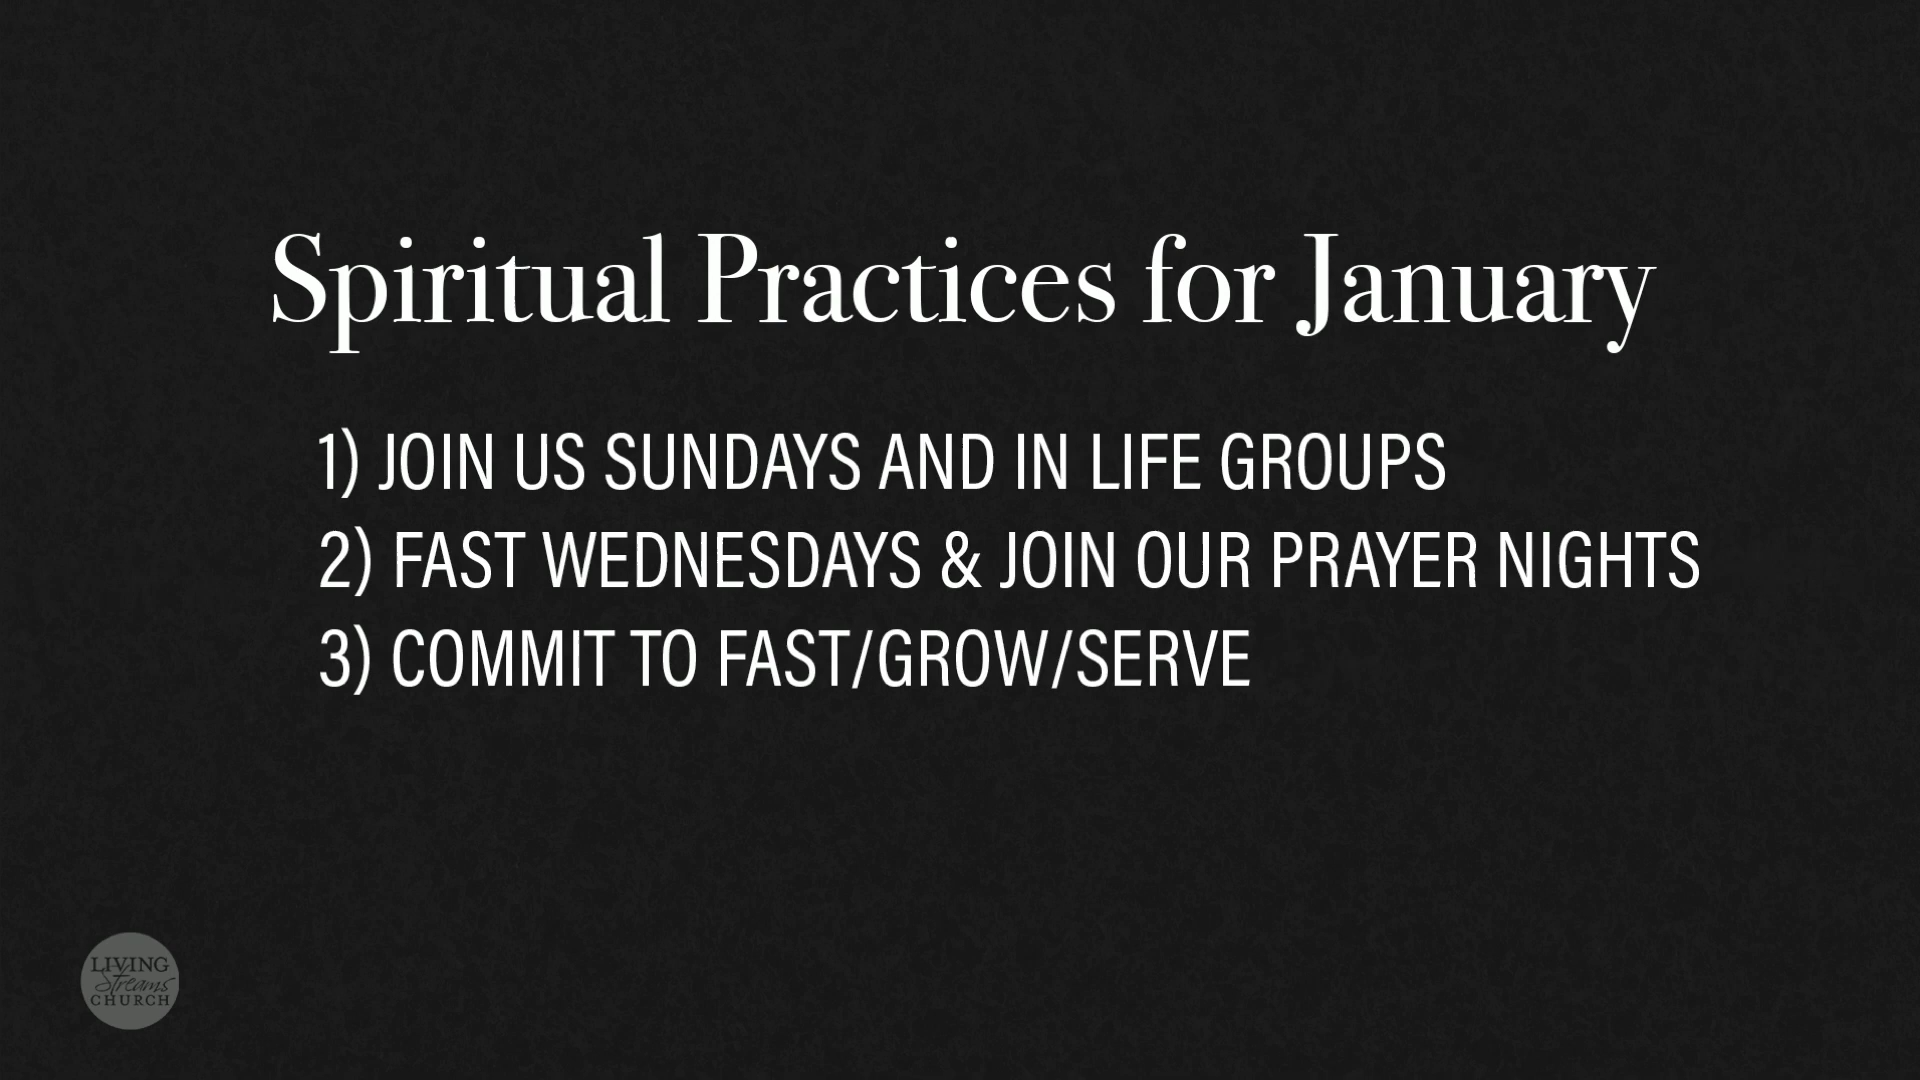 Spiritual Practices for January
1) JOIN US SUNDAYS AND IN LIFE GROUPS
2) FAST WEDNESDAYS & JOIN OUR PRAYER NIGHTS
3) COMMIT TO FAST/GROW/SERVE
LIVING
Streams
CHURCH